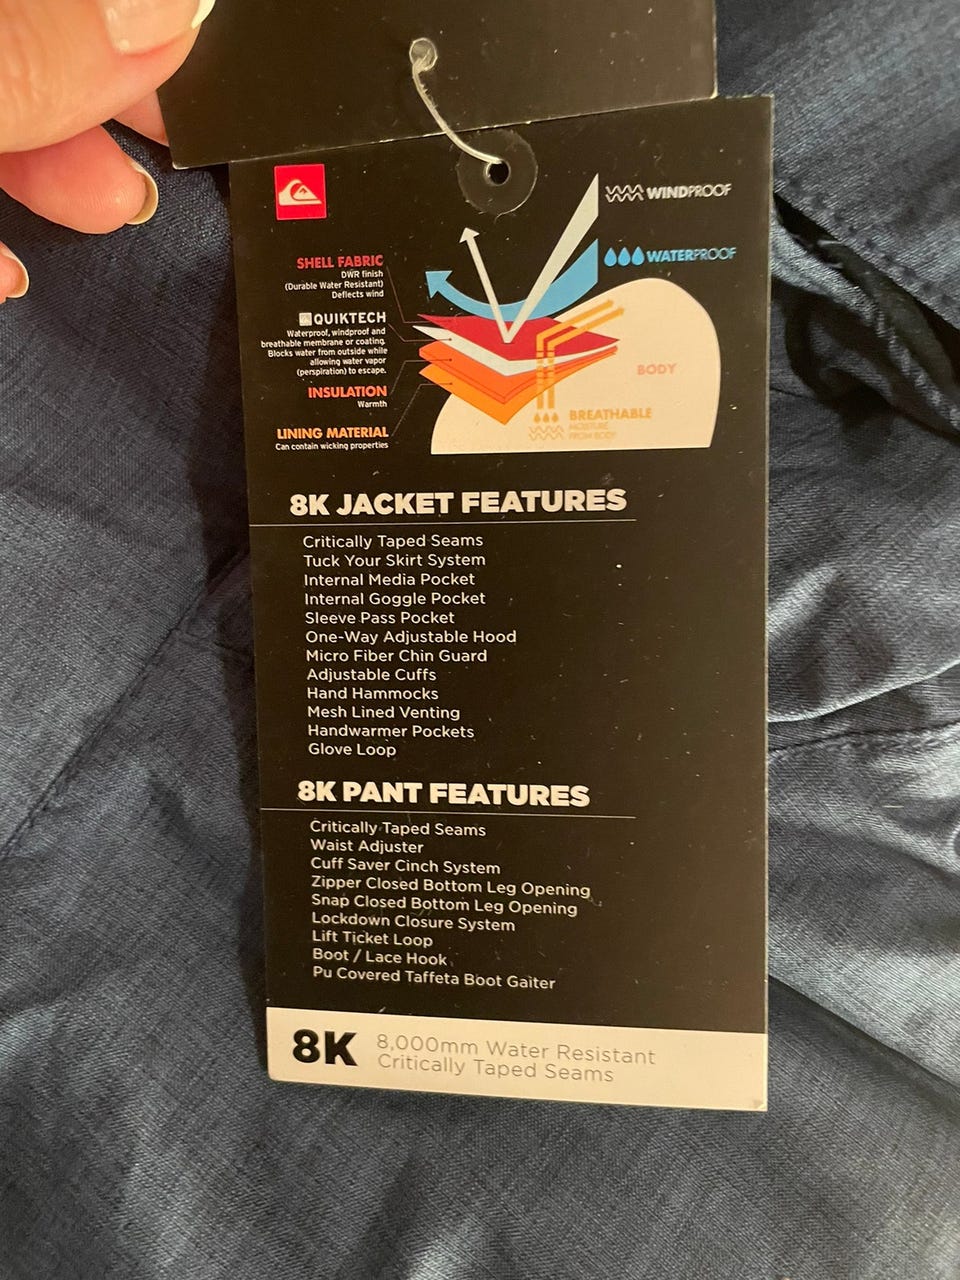 WINDPROOF
WATERPROOF
SHELL FABRIC
DWR finish
(Durable Water Resistant)
Deflects wind
QUIKTECH
Waterproof, windproof and
breathable membrane or coating.
Blocks water from outside while
allowing water vapor
(perspiration) to escape.
INSULATION
Warmth
LINING MATERIAL
Can contain wicking properties
BODY
BREATHABLE
MOISTURE
FROM BODY
8K JACKET FEATURES
Critically Taped Seams
Tuck Your Skirt System
Internal Media Pocket
Internal Goggle Pocket
Sleeve Pass Pocket
One-Way Adjustable Hood
Micro Fiber Chin Guard
Adjustable Cuffs
Hand Hammocks
Mesh Lined Venting
Handwarmer Pockets
Glove Loop
8K PANT FEATURES
Critically Taped Seams
Waist Adjuster
Cuff Saver Cinch System
Zipper Closed Bottom Leg Opening
Snap Closed Bottom Leg Opening
Lockdown Closure System
Lift Ticket Loop
Boot / Lace Hook
Pu Covered Taffeta Boot Gaiter
8K
8,000mm Water Resistant
Critically Taped Seams